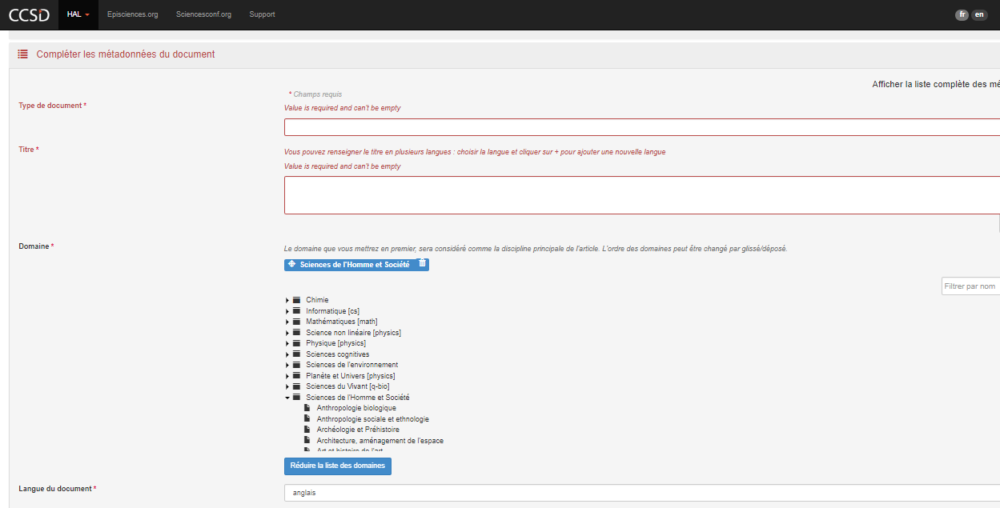 CCSD HAL Episciences.org Sciencesconf.org Support fr en
Compléter les métadonnées du document
Afficher la liste complète des mé
* Champs requis
Type de document *
Value is required and can't be empty
Titre *
Vous pouvez renseigner le titre en plusieurs langues : choisir la langue et cliquer sur + pour ajouter une nouvelle langue
Value is required and can't be empty
Domaine *
Le domaine que vous mettrez en premier, sera considéré comme la discipline principale de l'article. L'ordre des domaines peut être changé par glissé/déposé.
Sciences de l'Homme et Société
Filtrer par nom
Chimie
Informatique [cs]
Mathématiques [math]
Science non linéaire [physics]
Physique [physics]
Sciences cognitives
Sciences de l'environnement
Planète et Univers [physics]
Sciences du Vivant [q-bio]
Sciences de l'Homme et Société
Anthropologie biologique
Anthropologie sociale et ethnologie
Archéologie et Préhistoire
Architecture, aménagement de l'espace
Art et histoire de l'art
Réduire la liste des domaines
Langue du document *
anglais